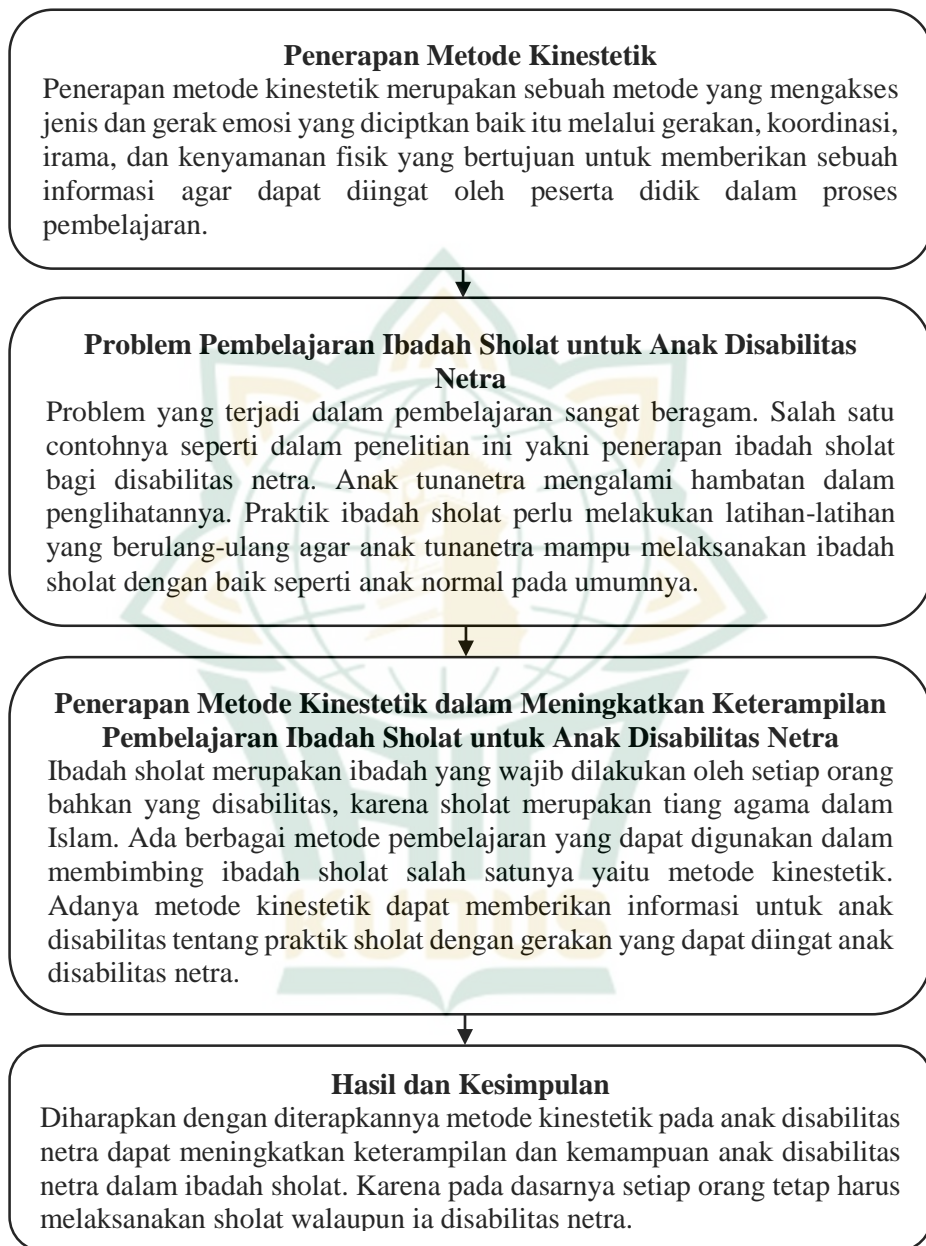 Penerapan Metode Kinestetik
Penerapan metode kinestetik merupakan sebuah metode yang mengakses
jenis dan gerak emosi yang diciptkan baik itu melalui gerakan, koordinasi,
irama, dan kenyamanan fisik yang bertujuan untuk memberikan sebuah
informasi agar dapat diingat oleh peserta didik dalam proses
pembelajaran.
Problem Pembelajaran Ibadah Sholat untuk Anak Disabilitas
Netra
Problem yang terjadi dalam pembelajaran sangat beragam. Salah satu
contohnya seperti dalam penelitian ini yakni penerapan ibadah sholat
bagi disabilitas netra. Anak tunanetra mengalami hambatan dalam
penglihatannya. Praktik ibadah sholat perlu melakukan latihan-latihan
yang berulang-ulang agar anak tunanetra mampu melaksanakan ibadah
sholat dengan baik seperti anak normal pada umumnya.
Penerapan Metode Kinestetik dalam Meningkatkan Keterampilan
Pembelajaran Ibadah Sholat untuk Anak Disabilitas Netra
Ibadah sholat merupakan ibadah yang wajib dilakukan oleh setiap orang
bahkan yang disabilitas, karena sholat merupakan tiang agama dalam
Islam. Ada berbagai metode pembelajaran yang dapat digunakan dalam
membimbing ibadah sholat salah satunya yaitu metode kinestetik.
Adanya metode kinestetik dapat memberikan informasi untuk anak
disabilitas tentang praktik sholat dengan gerakan yang dapat diingat anak
disabilitas netra.
KUDUS
Hasil dan Kesimpulan
Diharapkan dengan diterapkannya metode kinestetik pada anak disabilitas
netra dapat meningkatkan keterampilan dan kemampuan anak disabilitas
netra dalam ibadah sholat. Karena pada dasarnya setiap orang tetap harus
melaksanakan sholat walaupun ia disabilitas netra.